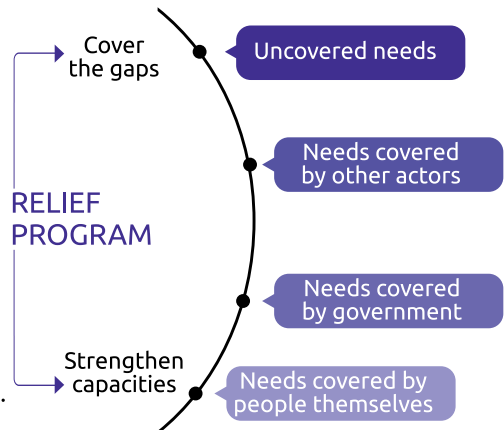 Cover
the gaps
Uncovered needs
Needs covered
by other actors
RELIEF
PROGRAM
Needs covered
by government
Strengthen
capacities
Needs covered by
people themselves
.